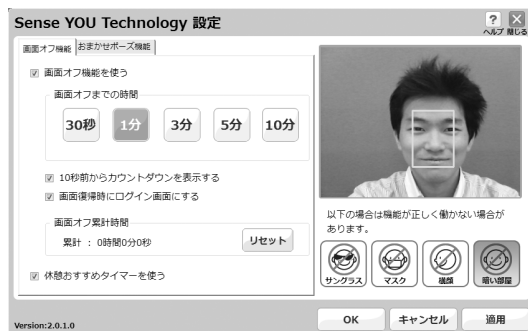 Sense YOU Technology 設定
ヘルプ 閉じる
画面オフ機能 おまかせポーズ機能
画面オフ機能を使う
画面オフまでの時間
30秒 1分 3分 5分 10分
10秒前からカウントダウンを表示する
画面復帰時にログイン画面にする
画面オフ累計時間
累計 : 0時間0分0秒 リセット
休憩おすすめタイマーを使う
以下の場合は機能が正しく働かない場合が
あります。
サングラス マスク 横顔 暗い部屋
Version:2.0.1.0
OK キャンセル 適用